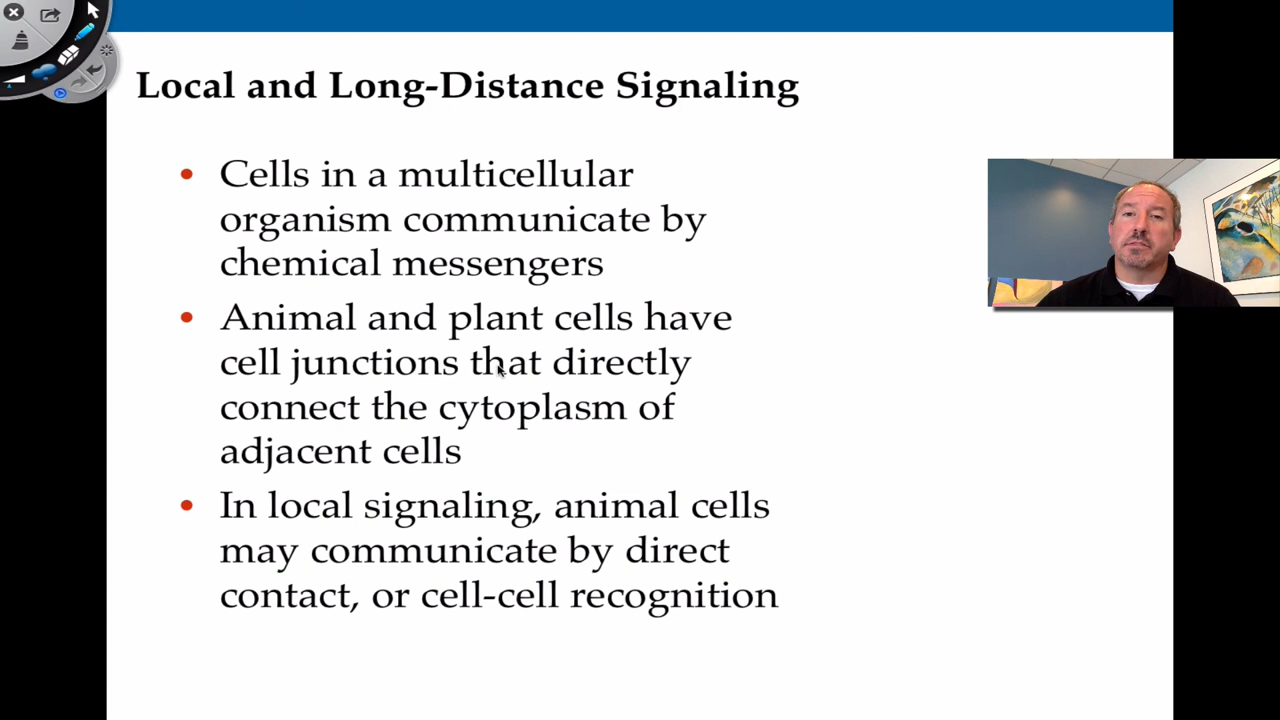 Local and Long-Distance Signaling
• Cells in a multicellular
organism communicate by
chemical messengers
• Animal and plant cells have
cell junctions that directly
connect the cytoplasm of
adjacent cells
• In local signaling, animal cells
may communicate by direct
contact, or cell-cell recognition